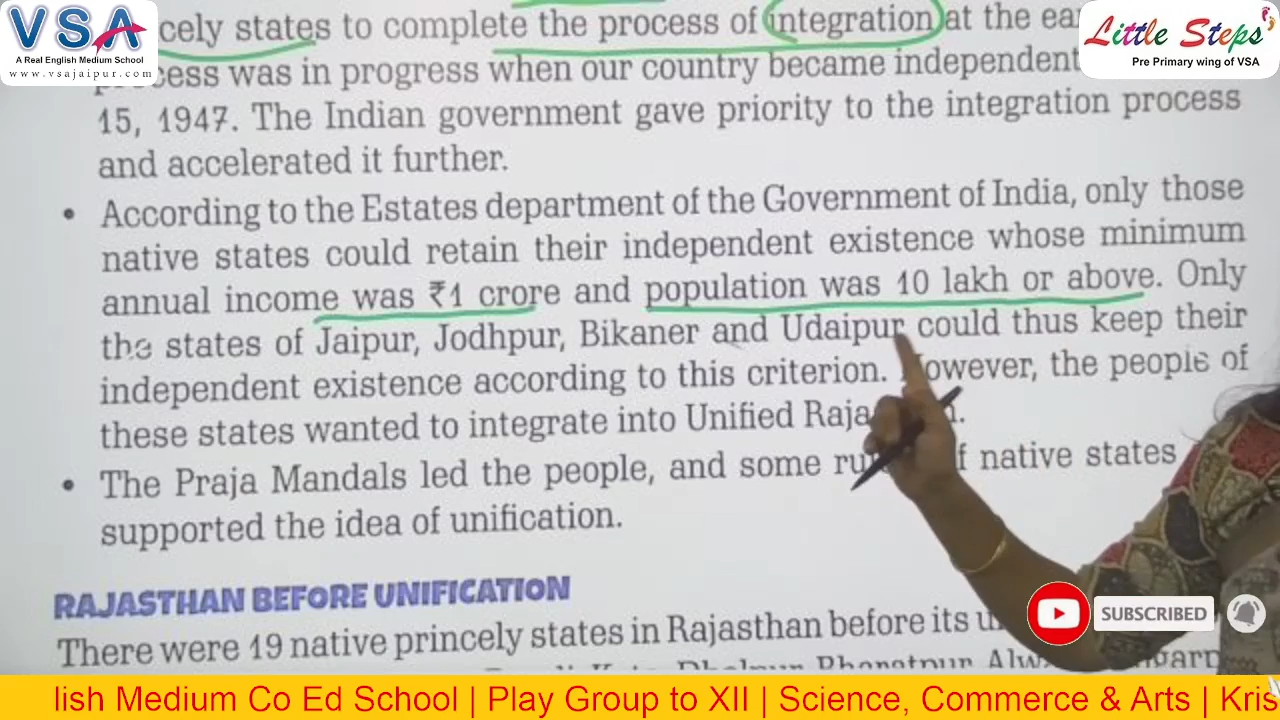 VSA
A Real English Medium School
www.vsajaipur.com
Little Steps
Pre Primary wing of VSA
cely states to complete the process of integration at the
cess was in progress when our country became independent
15, 1947. The Indian government gave priority to the integration process
and accelerated it further.
• According to the Estates department of the Government of India, only those
native states could retain their independent existence whose minimum
annual income was ₹1 crore and population was 10 lakh or above. Only
the states of Jaipur, Jodhpur, Bikaner and Udaipur could thus keep their
independent existence according to this criterion. However, the people of
these states wanted to integrate into Unified
• The Praja Mandals led the people, and some of native states
supported the idea of unification.
RAJASTHAN BEFORE UNIFICATION
There were 19 native princely states in Rajasthan before its
Dholpur Bharatpur
SUBSCRIBED
lish Medium Co Ed School | Play Group to XII | Science, Commerce & Arts | Kris